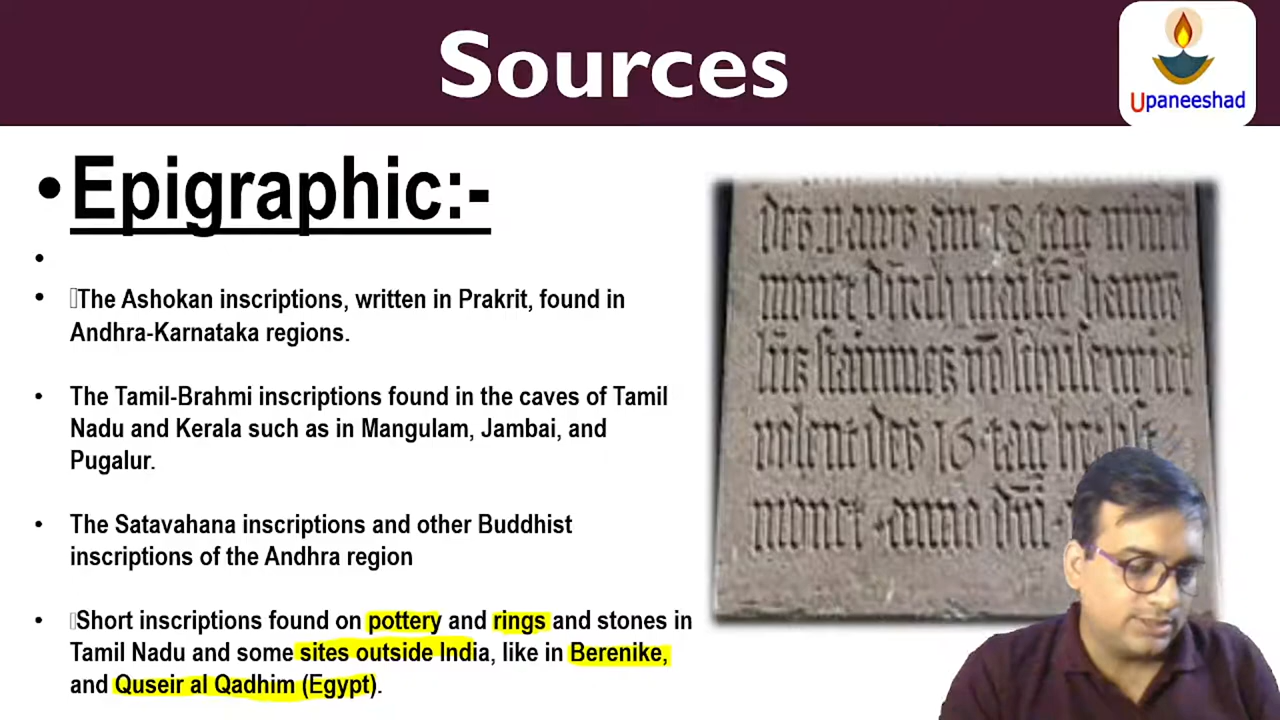 Sources
Upaneeshad
•Epigraphic:-
•
• The Ashokan inscriptions, written in Prakrit, found in
Andhra-Karnataka regions.
• The Tamil-Brahmi inscriptions found in the caves of Tamil
Nadu and Kerala such as in Mangulam, Jambai, and
Pugalur.
• The Satavahana inscriptions and other Buddhist
inscriptions of the Andhra region
• Short inscriptions found on pottery and rings and stones in
Tamil Nadu and some sites outside India, like in Berenike,
and Quseir al Qadhim (Egypt).